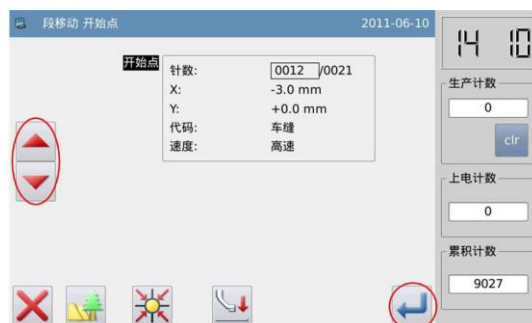 段移动 开始点 2011-06-10
14 10
开始点
针数: 0012 /0021
X: -3.0 mm
Y: +0.0 mm
代码: 车缝
速度: 高速
生产计数
0
clr
上电计数
0
累积计数
9027